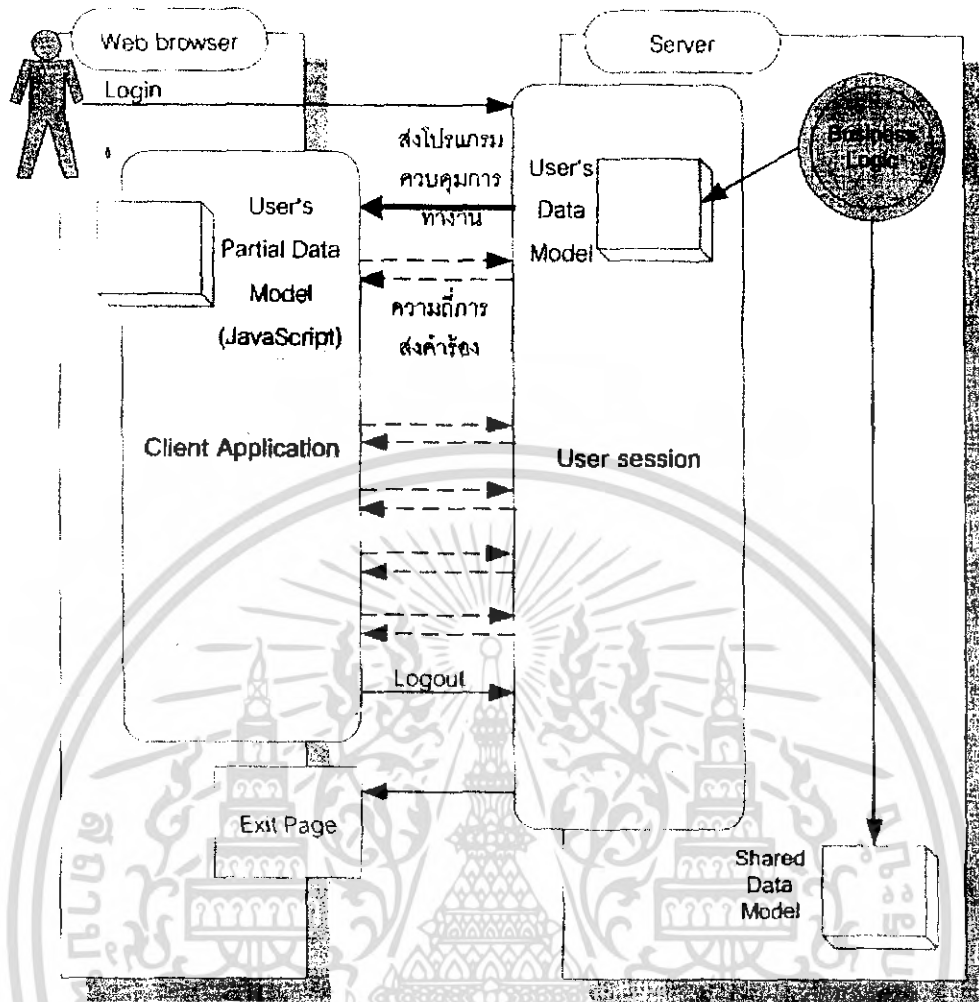 Web browser
Server
Login
Business
Logic
ส่งโปรแกรม
ควบคุมการ
ทำงาน
User's
Data
Model
User's
Partial Data
Model
(JavaScript)
ความถี่การ
ส่งคำร้อง
Client Application
User session
Logout
Exit Page
Shared
Data
Model